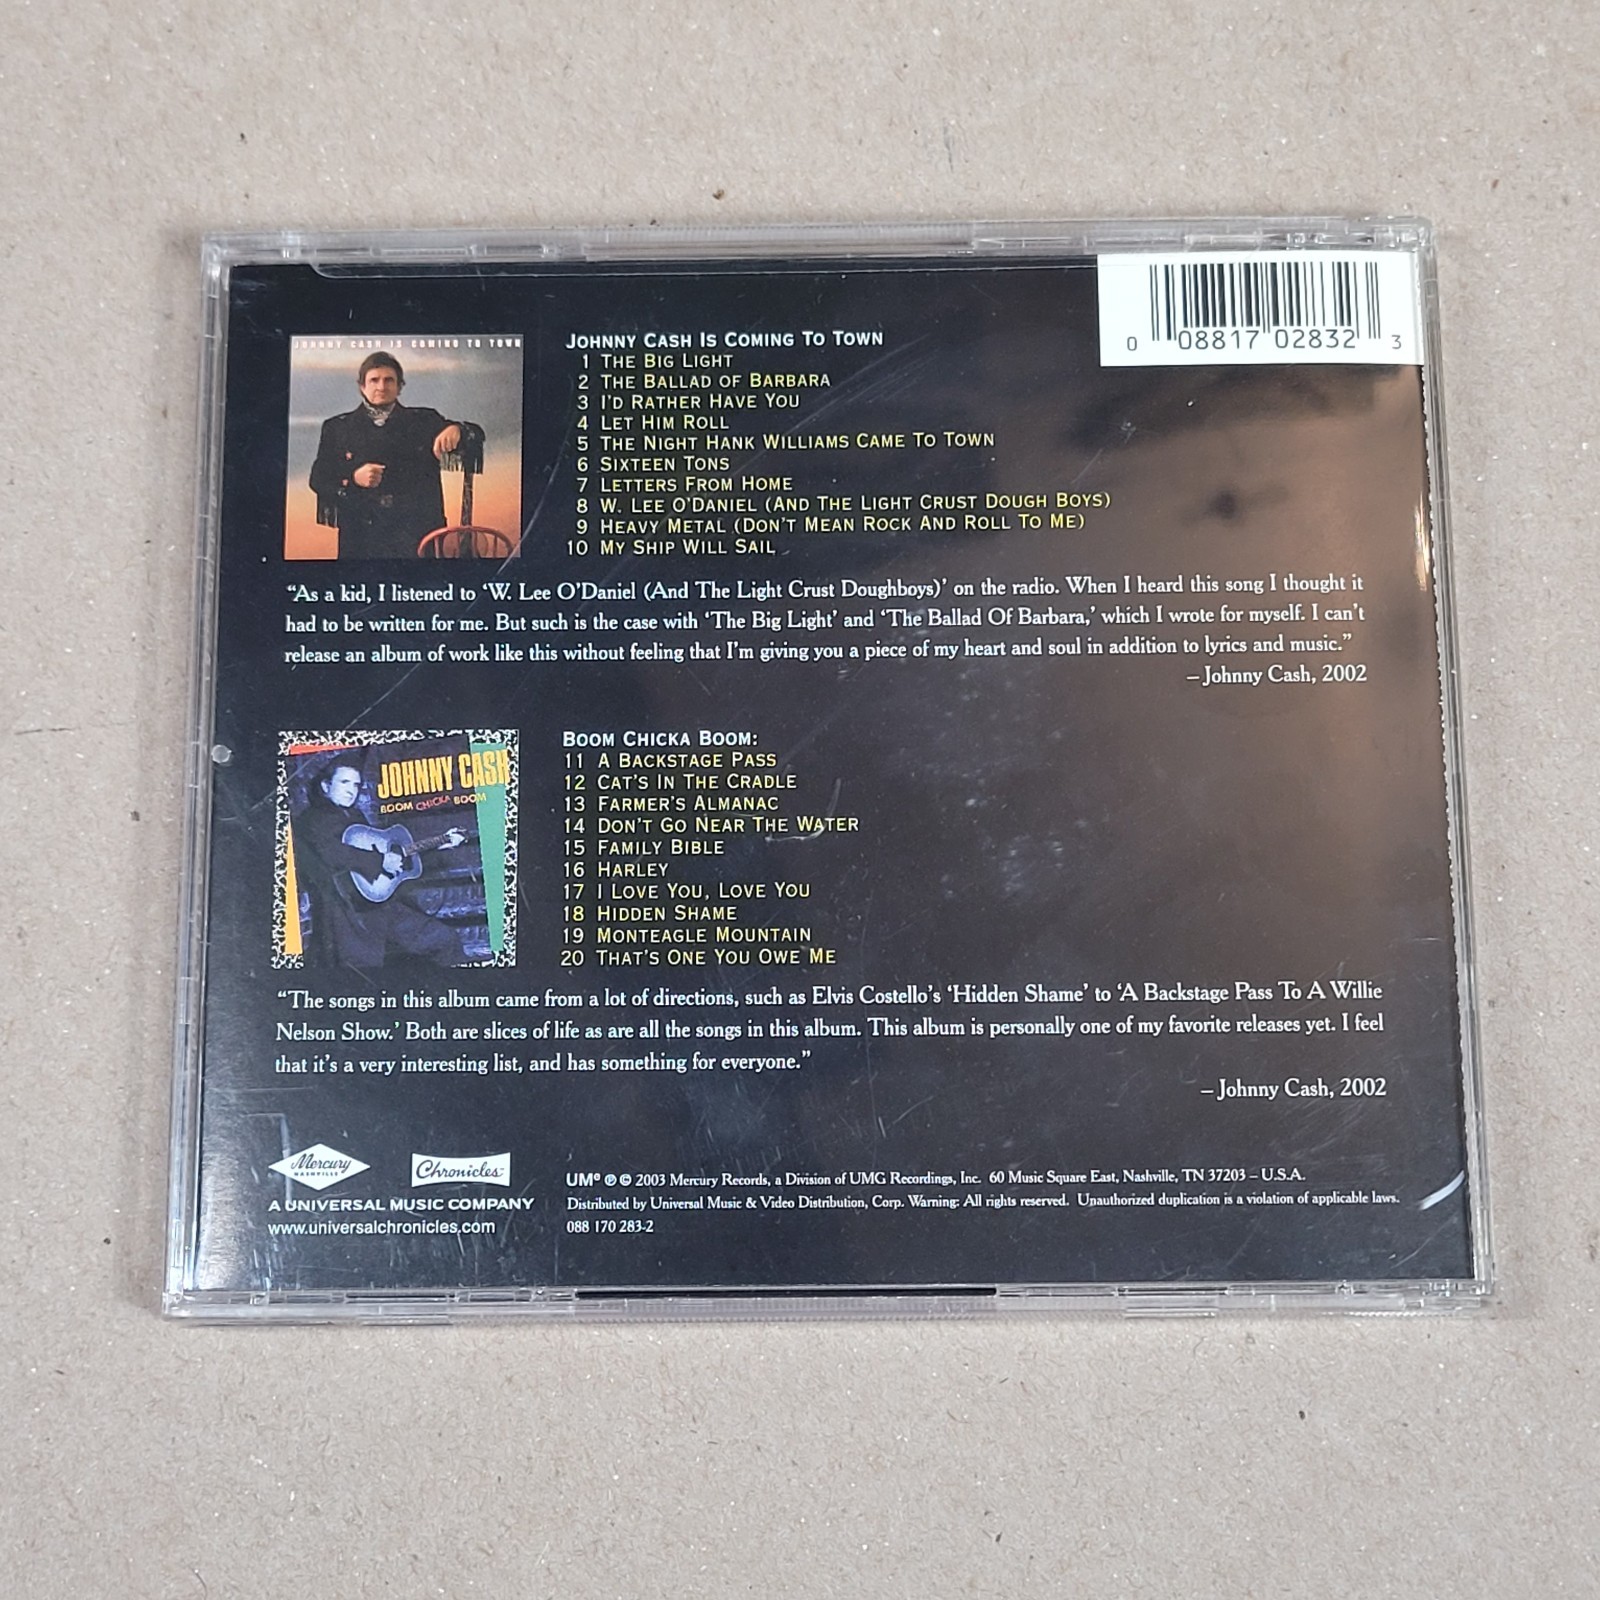 0 08817 02832 3
JOHNNY CASH IS COMING TO TOWN
JOHNNY CASH IS COMING TO TOWN
1 THE BIG LIGHT
2 THE BALLAD OF BARBARA
3 I'D RATHER HAVE YOU
4 LET HIM ROLL
5 THE NIGHT HANK WILLIAMS CAME TO TOWN
6 SIXTEEN TONS
7 LETTERS FROM HOME
8 W. LEE O'DANIEL (AND THE LIGHT CRUST DOUGH BOYS)
9 HEAVY METAL (DON'T MEAN ROCK AND ROLL TO ME)
10 MY SHIP WILL SAIL
“As a kid, I listened to ‘W. Lee O’Daniel (And The Light Crust Doughboys)’ on the radio. When I heard this song I thought it
had to be written for me. But such is the case with ‘The Big Light’ and ‘The Ballad Of Barbara,’ which I wrote for myself. I can’t
release an album of work like this without feeling that I’m giving you a piece of my heart and soul in addition to lyrics and music.”
– Johnny Cash, 2002
JOHNNY CASH
BOOM CHICKA BOOM
BOOM CHICKA BOOM:
11 A BACKSTAGE PASS
12 CAT'S IN THE CRADLE
13 FARMER'S ALMANAC
14 DON'T GO NEAR THE WATER
15 FAMILY BIBLE
16 HARLEY
17 I LOVE YOU, LOVE YOU
18 HIDDEN SHAME
19 MONTEAGLE MOUNTAIN
20 THAT'S ONE YOU OWE ME
“The songs in this album came from a lot of directions, such as Elvis Costello’s ‘Hidden Shame’ to ‘A Backstage Pass To A Willie
Nelson Show.’ Both are slices of life as are all the songs in this album. This album is personally one of my favorite releases yet. I feel
that it’s a very interesting list, and has something for everyone.”
– Johnny Cash, 2002
Mercury
NASHVILLE
Chronicles
A UNIVERSAL MUSIC COMPANY
www.universalchronicles.com
UMe ℗ © 2003 Mercury Records, a Division of UMG Recordings, Inc. 60 Music Square East, Nashville, TN 37203 – U.S.A.
Distributed by Universal Music & Video Distribution, Corp. Warning: All rights reserved. Unauthorized duplication is a violation of applicable laws.
088 170 283-2